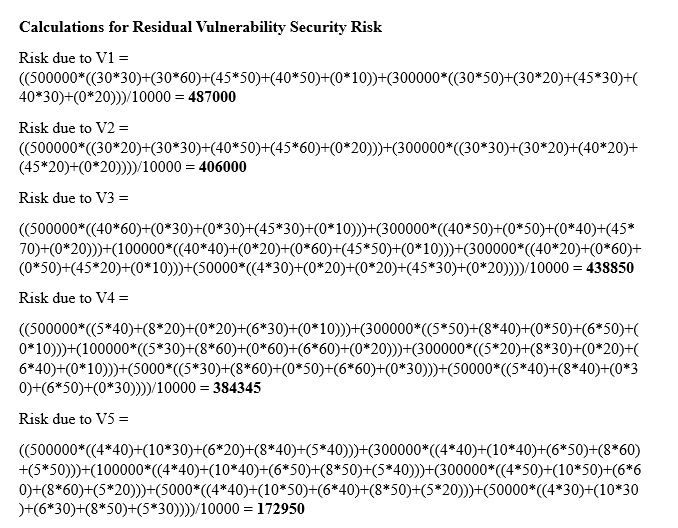 Calculations for Residual Vulnerability Security Risk
Risk due to V1 =
((500000*((30*30)+(30*60)+(45*50)+(40*50)+(0*10))+(300000*((30*50)+(30*20)+(45*30)+(
40*30)+(0*20)))/10000 = 487000
Risk due to V2 =
((500000*((30*20)+(30*30)+(40*50)+(45*60)+(0*20)))+(300000*((30*30)+(30*20)+(40*20)+
(45*20)+(0*20))))/10000 = 406000
Risk due to V3 =
((500000*((40*60)+(0*30)+(0*30)+(45*30)+(0*10)))+(300000*((40*50)+(0*50)+(0*40)+(45*
70)+(0*20)))+(100000*((40*40)+(0*20)+(0*60)+(45*50)+(0*10)))+(300000*((40*20)+(0*60)+
(0*50)+(45*20)+(0*10)))+(50000*((4*30)+(0*20)+(0*20)+(45*30)+(0*20))))/10000 = 438850
Risk due to V4 =
((500000*((5*40)+(8*20)+(0*20)+(6*30)+(0*10)))+(300000*((5*50)+(8*40)+(0*50)+(6*50)+(
0*10)))+(100000*((5*30)+(8*60)+(0*60)+(6*60)+(0*20)))+(300000*((5*20)+(8*30)+(0*20)+(
6*40)+(0*10)))+(5000*((5*30)+(8*60)+(0*50)+(6*60)+(0*30)))+(50000*((5*40)+(8*40)+(0*3
0)+(6*50)+(0*30))))/10000 = 384345
Risk due to V5 =
((500000*((4*40)+(10*30)+(6*20)+(8*40)+(5*40)))+(300000*((4*40)+(10*40)+(6*50)+(8*60)
+(5*50)))+(100000*((4*40)+(10*40)+(6*50)+(8*50)+(5*40)))+(300000*((4*50)+(10*50)+(6*6
0)+(8*60)+(5*20)))+(5000*((4*40)+(10*50)+(6*40)+(8*50)+(5*20)))+(50000*((4*30)+(10*30
)+(6*30)+(8*50)+(5*30))))/10000 = 172950